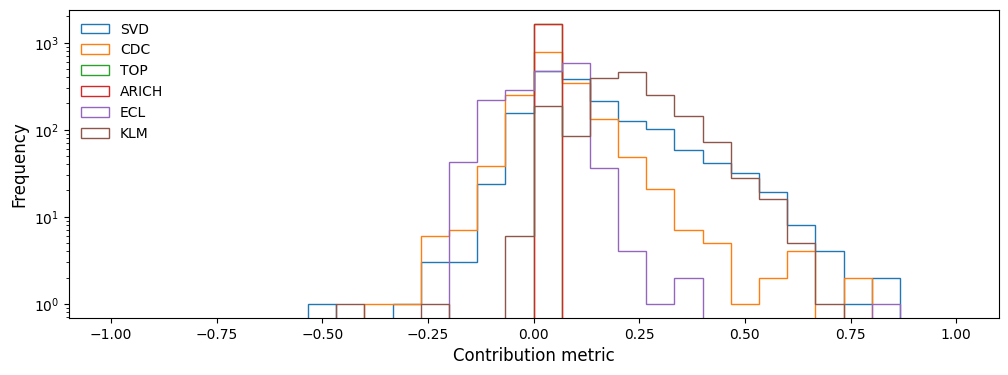 SVD
CDC
TOP
ARICH
ECL
KLM
Frequency
10³
10²
10¹
10⁰
−1.00 −0.75 −0.50 −0.25 0.00 0.25 0.50 0.75 1.00
Contribution metric